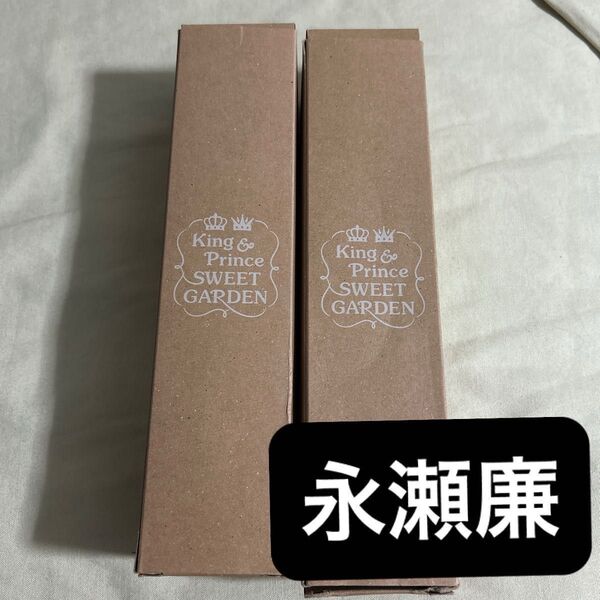 King &
Prince
SWEET
GARDEN
King &
Prince
SWEET
GARDEN
永瀬廉